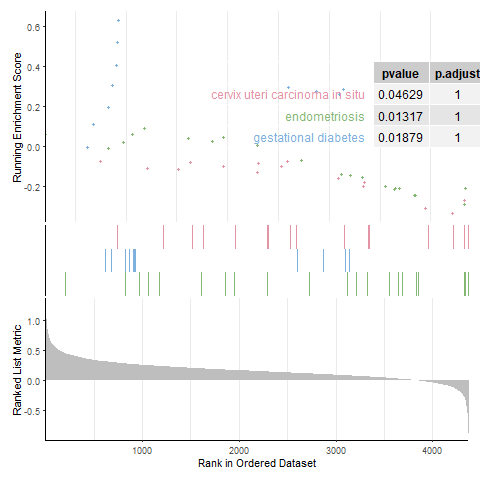 0.6
0.4
0.2
0.0
-0.2
Running Enrichment Score
pvalue p.adjust
cervix uteri carcinoma in situ 0.04629 1
endometriosis 0.01317 1
gestational diabetes 0.01879 1
1.0
0.5
0.0
-0.5
Ranked List Metric
1000 2000 3000 4000
Rank in Ordered Dataset